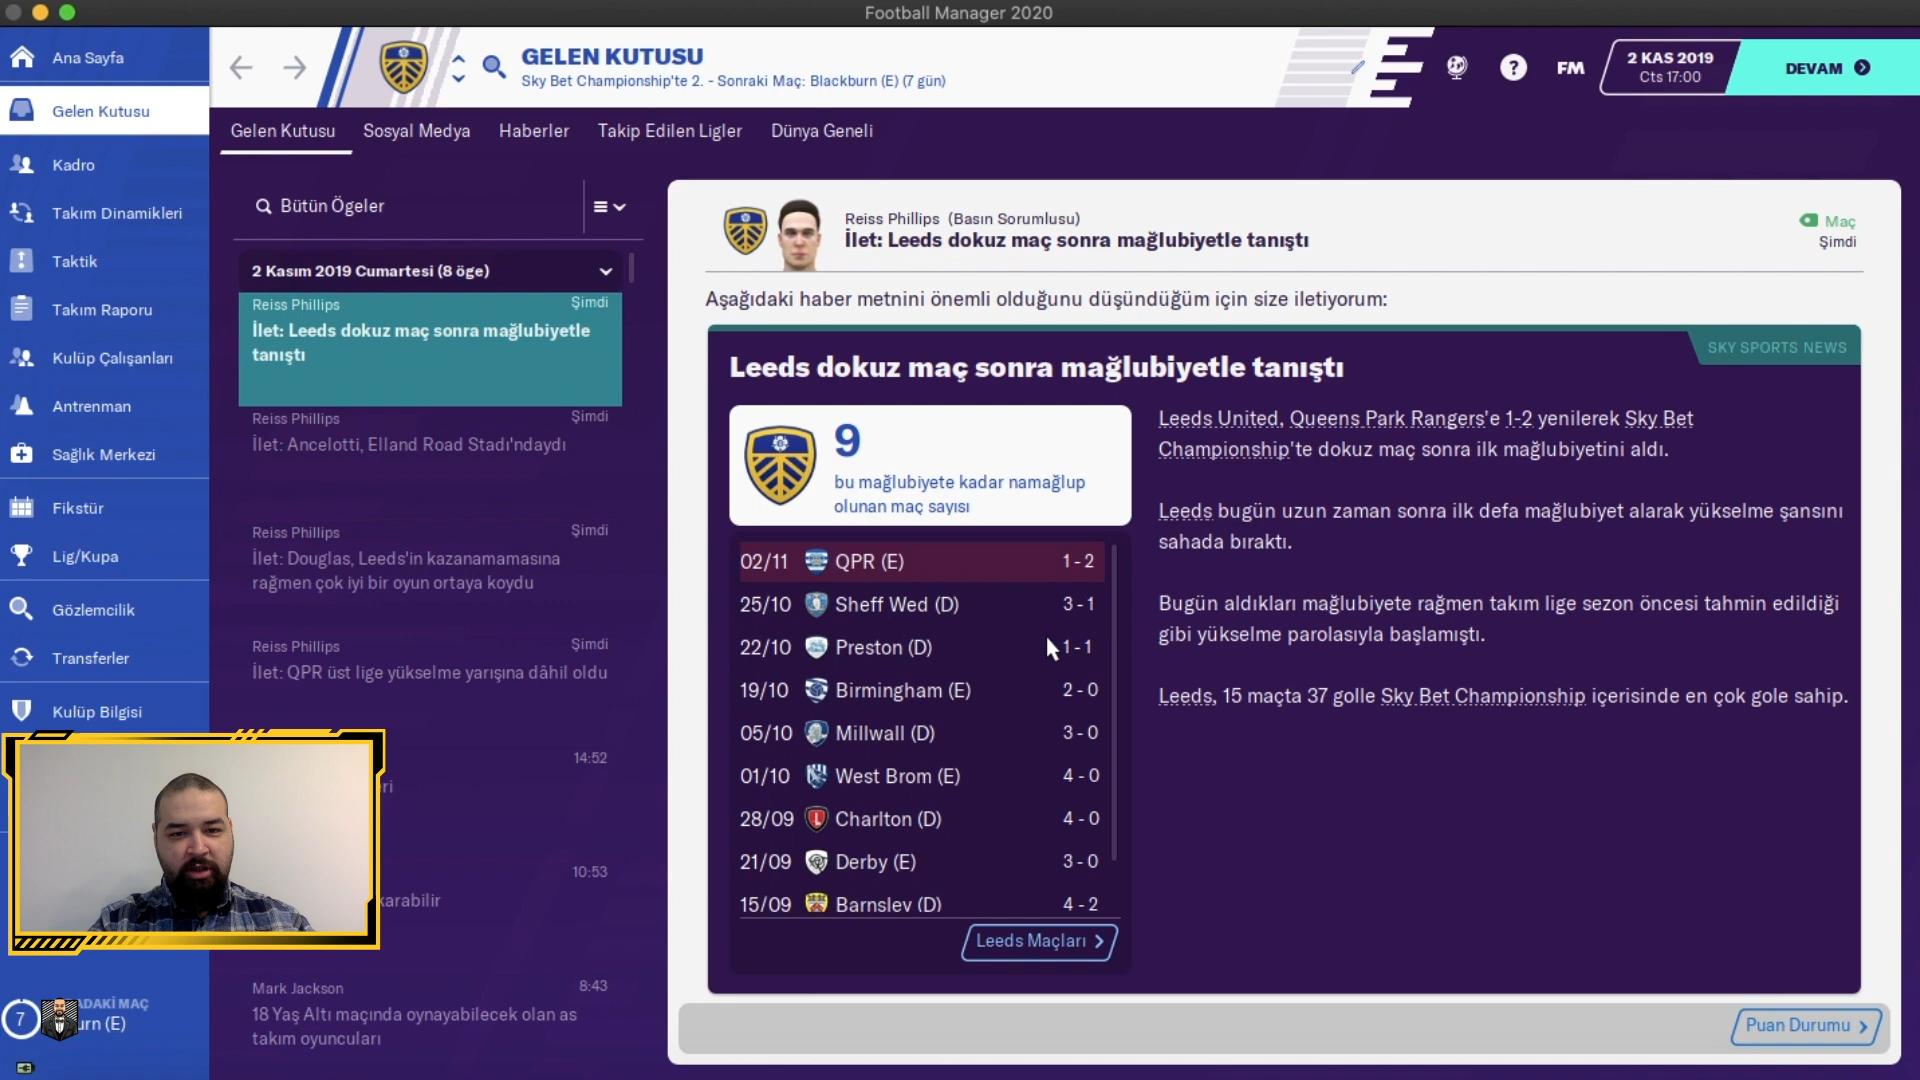 Football Manager 2020
Ana Sayfa
Gelen Kutusu
Kadro
Takım Dinamikleri
Taktik
Takım Raporu
Kulüp Çalışanları
Antrenman
Sağlık Merkezi
Fikstür
Lig/Kupa
Gözlemcilik
Transferler
Kulüp Bilgisi
7
ADAKİ MAÇ
urn (E)
GELEN KUTUSU
Sky Bet Championship'te 2. - Sonraki Maç: Blackburn (E) (7 gün)
?
FM
2 KAS 2019
Cts 17:00
DEVAM
Gelen Kutusu
Sosyal Medya
Haberler
Takip Edilen Ligler
Dünya Geneli
Bütün Ögeler
2 Kasım 2019 Cumartesi (8 öge)
Reiss Phillips Şimdi
İlet: Leeds dokuz maç sonra mağlubiyetle
tanıştı
Reiss Phillips Şimdi
İlet: Ancelotti, Elland Road Stadı'ndaydı
Reiss Phillips Şimdi
İlet: Douglas, Leeds'in kazanamamasına
rağmen çok iyi bir oyun ortaya koydu
Reiss Phillips Şimdi
İlet: QPR üst lige yükselme yarışına dâhil oldu
14:52
eri
10:53
karabilir
Mark Jackson 8:43
18 Yaş Altı maçında oynayabilecek olan as
takım oyuncuları
Reiss Phillips (Basın Sorumlusu)
İlet: Leeds dokuz maç sonra mağlubiyetle tanıştı
Maç
Şimdi
Aşağıdaki haber metnini önemli olduğunu düşündüğüm için size iletiyorum:
SKY SPORTS NEWS
Leeds dokuz maç sonra mağlubiyetle tanıştı
9
bu mağlubiyete kadar namağlup
olunan maç sayısı
02/11 QPR (E) 1 - 2
25/10 Sheff Wed (D) 3 - 1
22/10 Preston (D) 1 - 1
19/10 Birmingham (E) 2 - 0
05/10 Millwall (D) 3 - 0
01/10 West Brom (E) 4 - 0
28/09 Charlton (D) 4 - 0
21/09 Derby (E) 3 - 0
15/09 Barnsley (D) 4 - 2
Leeds Maçları
Leeds United, Queens Park Rangers'e 1-2 yenilerek Sky Bet
Championship'te dokuz maç sonra ilk mağlubiyetini aldı.
Leeds bugün uzun zaman sonra ilk defa mağlubiyet alarak yükselme şansını
sahada bıraktı.
Bugün aldıkları mağlubiyete rağmen takım lige sezon öncesi tahmin edildiği
gibi yükselme parolasıyla başlamıştı.
Leeds, 15 maçta 37 golle Sky Bet Championship içerisinde en çok gole sahip.
Puan Durumu